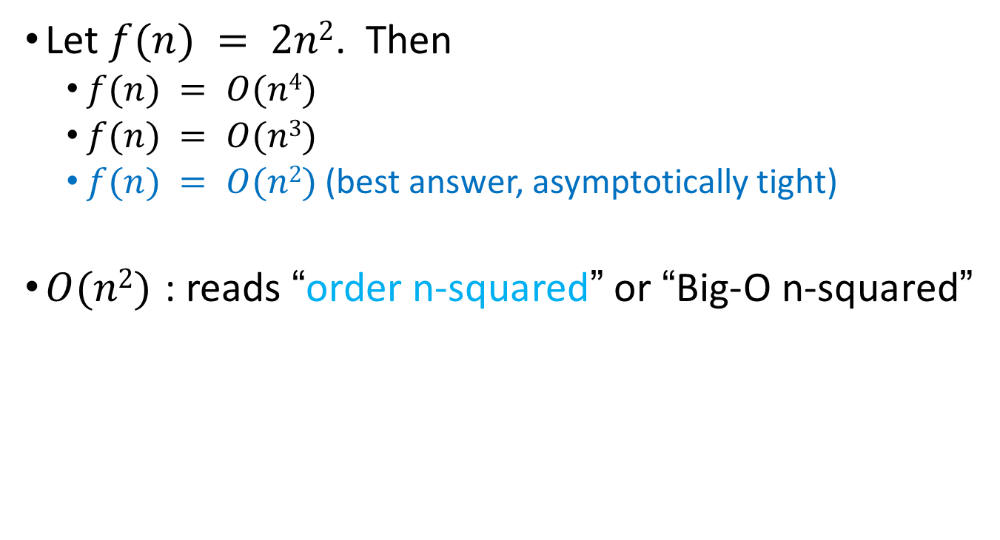 • Let f(n) = 2n². Then
• f(n) = O(n⁴)
• f(n) = O(n³)
• f(n) = O(n²) (best answer, asymptotically tight)
• O(n²) : reads “order n-squared” or “Big-O n-squared”